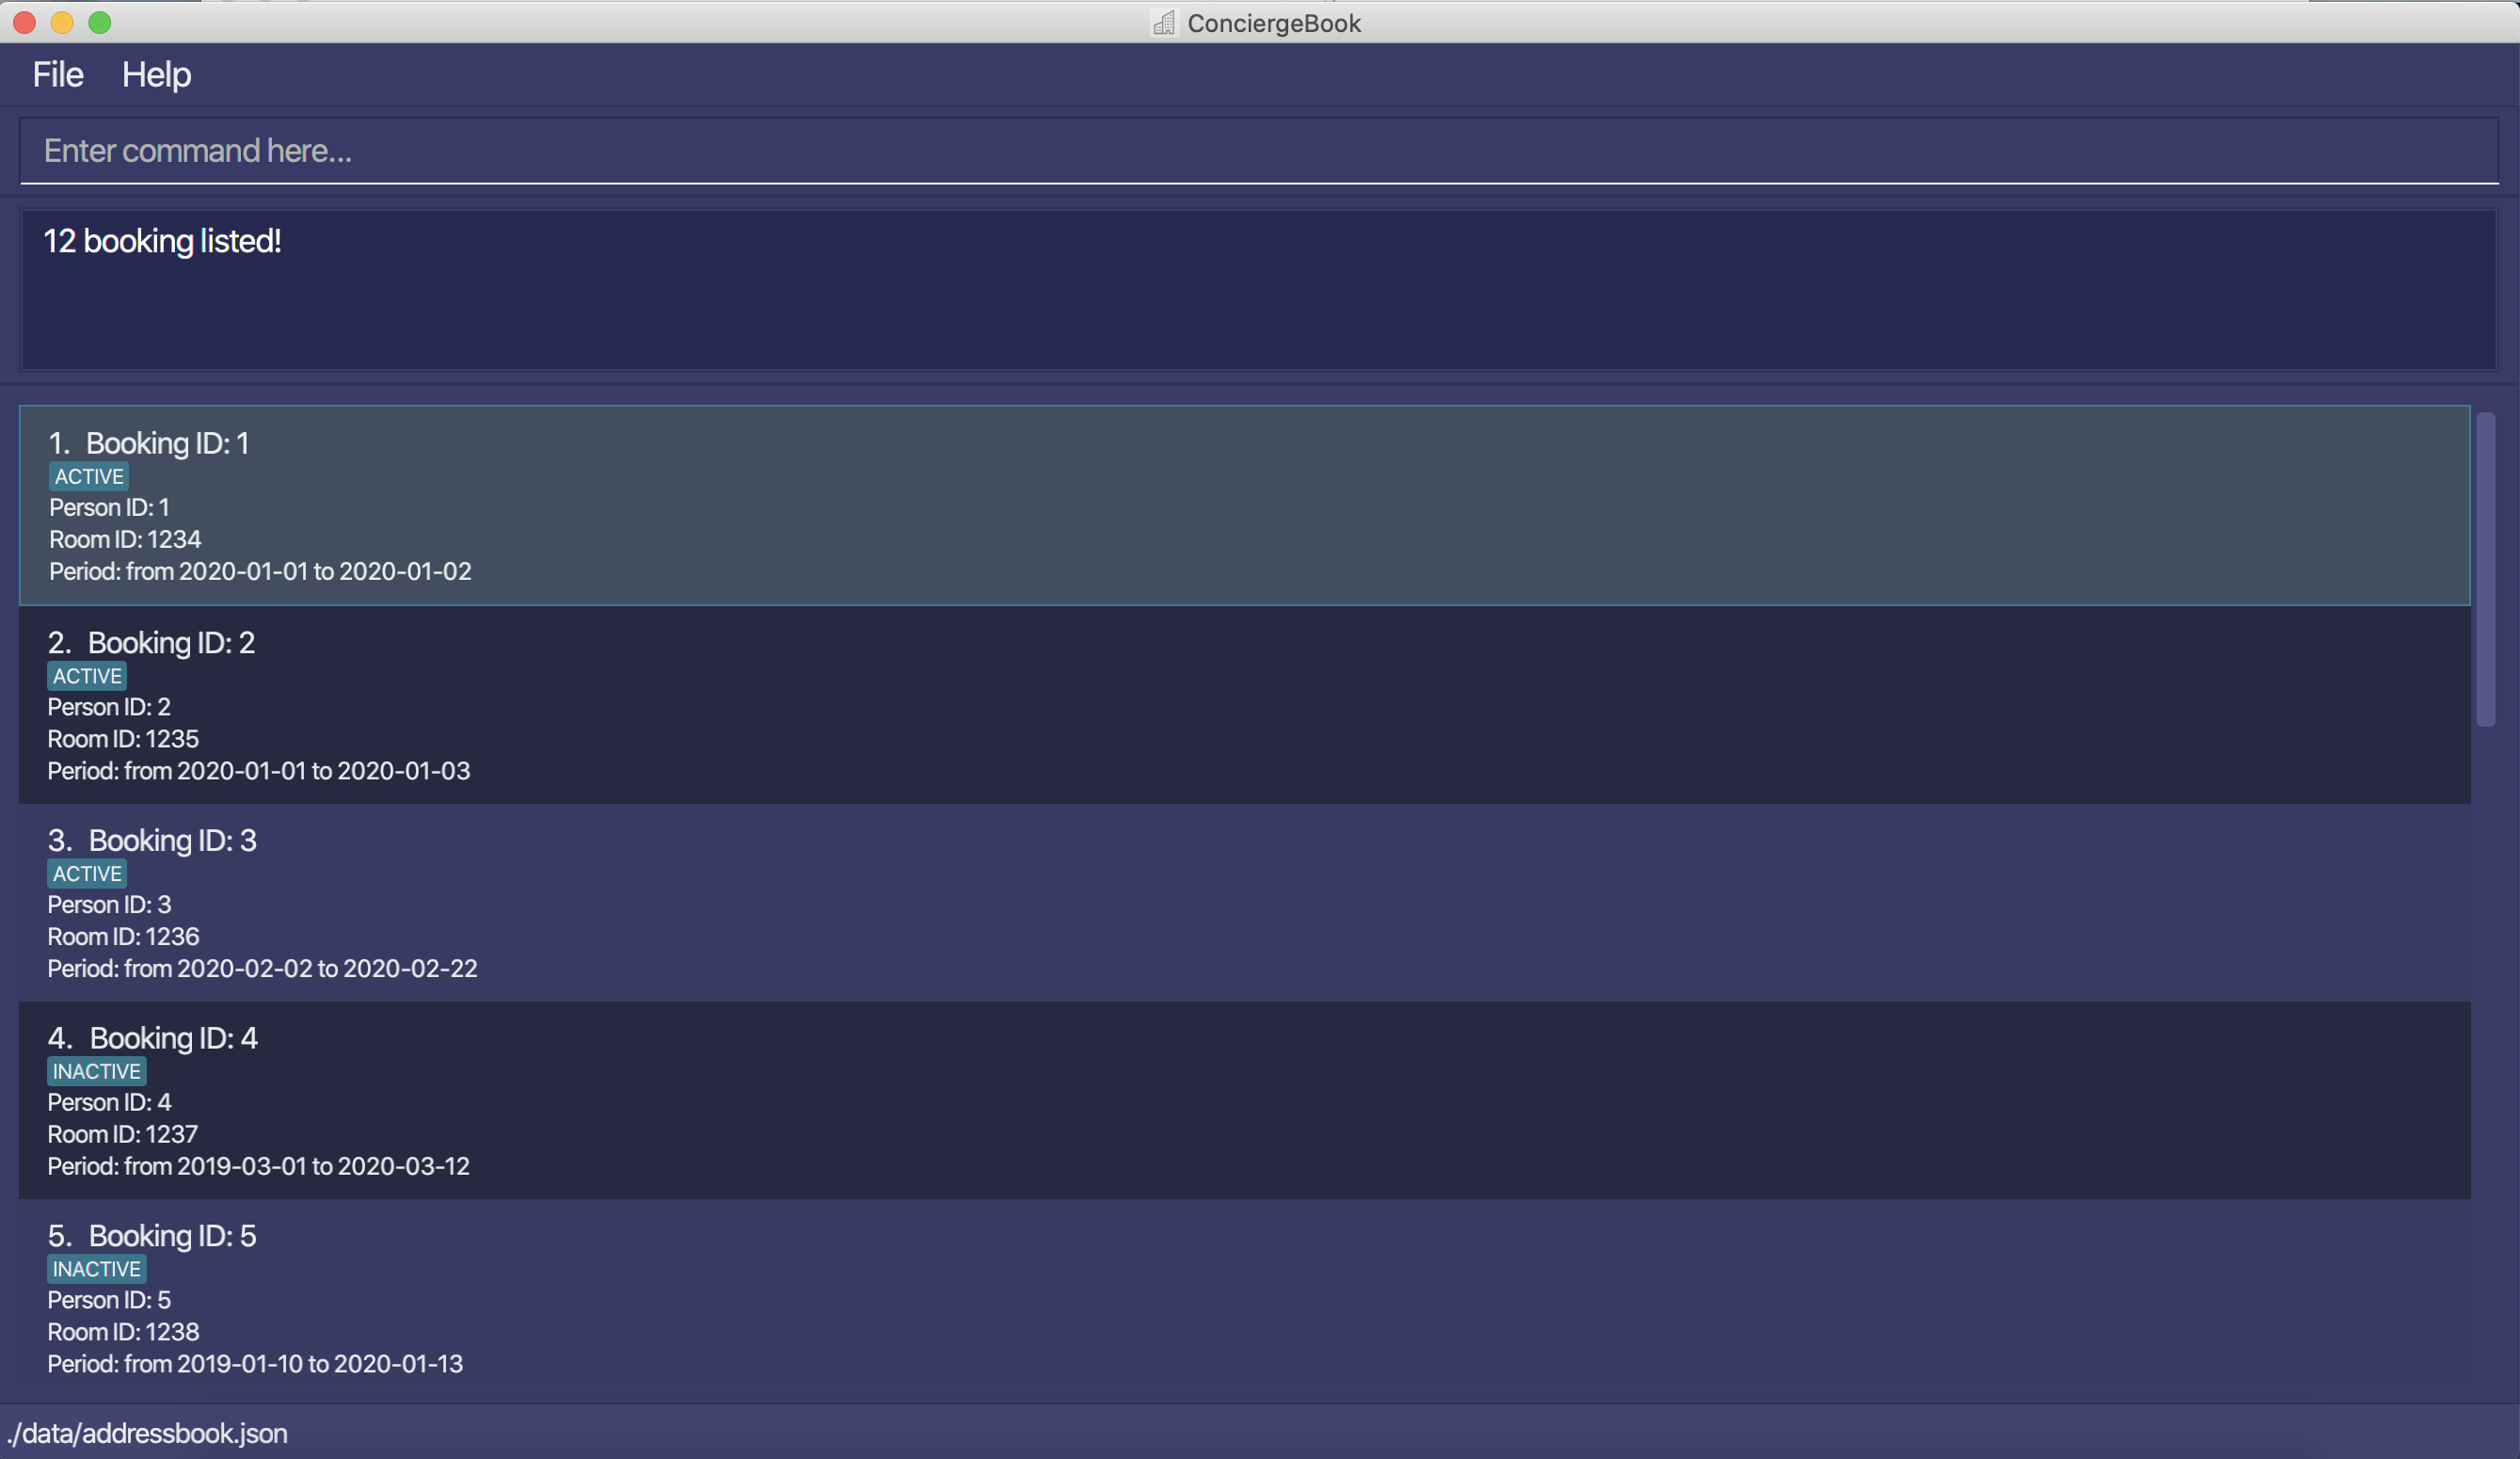 ConciergeBook
File Help
Enter command here...
12 booking listed!
1. Booking ID: 1
ACTIVE
Person ID: 1
Room ID: 1234
Period: from 2020-01-01 to 2020-01-02
2. Booking ID: 2
ACTIVE
Person ID: 2
Room ID: 1235
Period: from 2020-01-01 to 2020-01-03
3. Booking ID: 3
ACTIVE
Person ID: 3
Room ID: 1236
Period: from 2020-02-02 to 2020-02-22
4. Booking ID: 4
INACTIVE
Person ID: 4
Room ID: 1237
Period: from 2019-03-01 to 2020-03-12
5. Booking ID: 5
INACTIVE
Person ID: 5
Room ID: 1238
Period: from 2019-01-10 to 2020-01-13
./data/addressbook.json